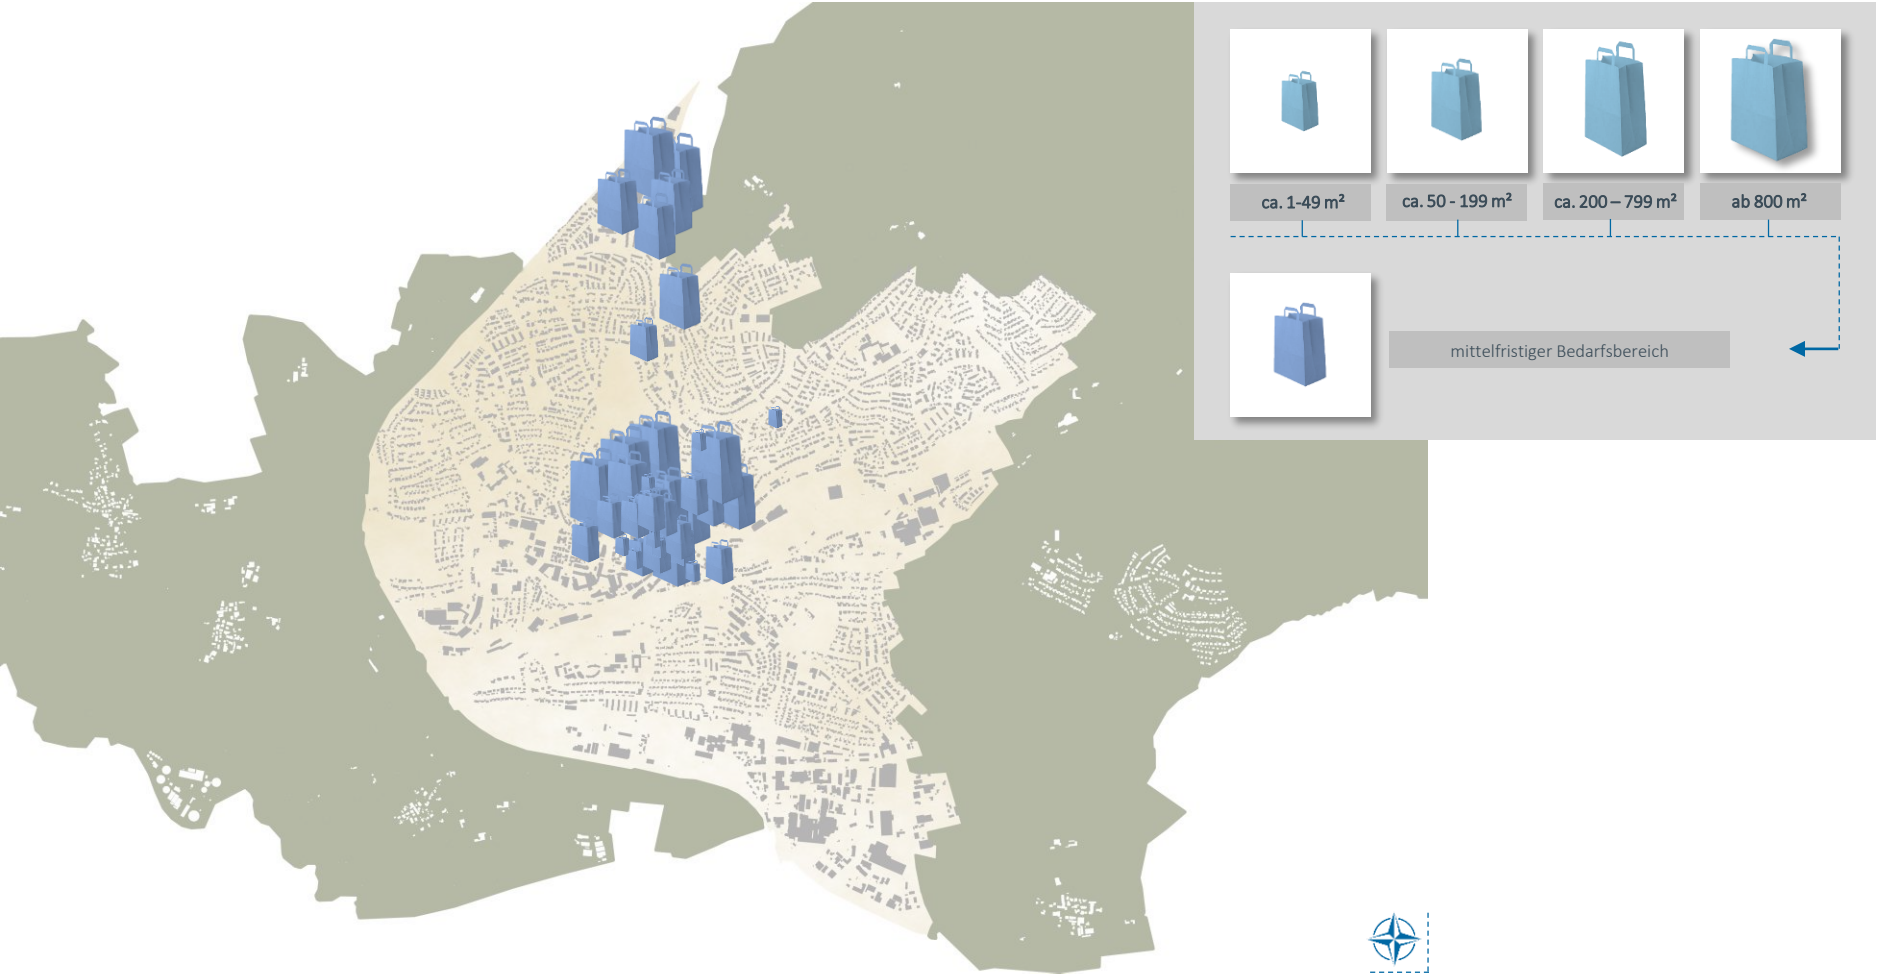 ca. 1-49 m²
ca. 50 - 199 m²
ca. 200 – 799 m²
ab 800 m²
mittelfristiger Bedarfsbereich